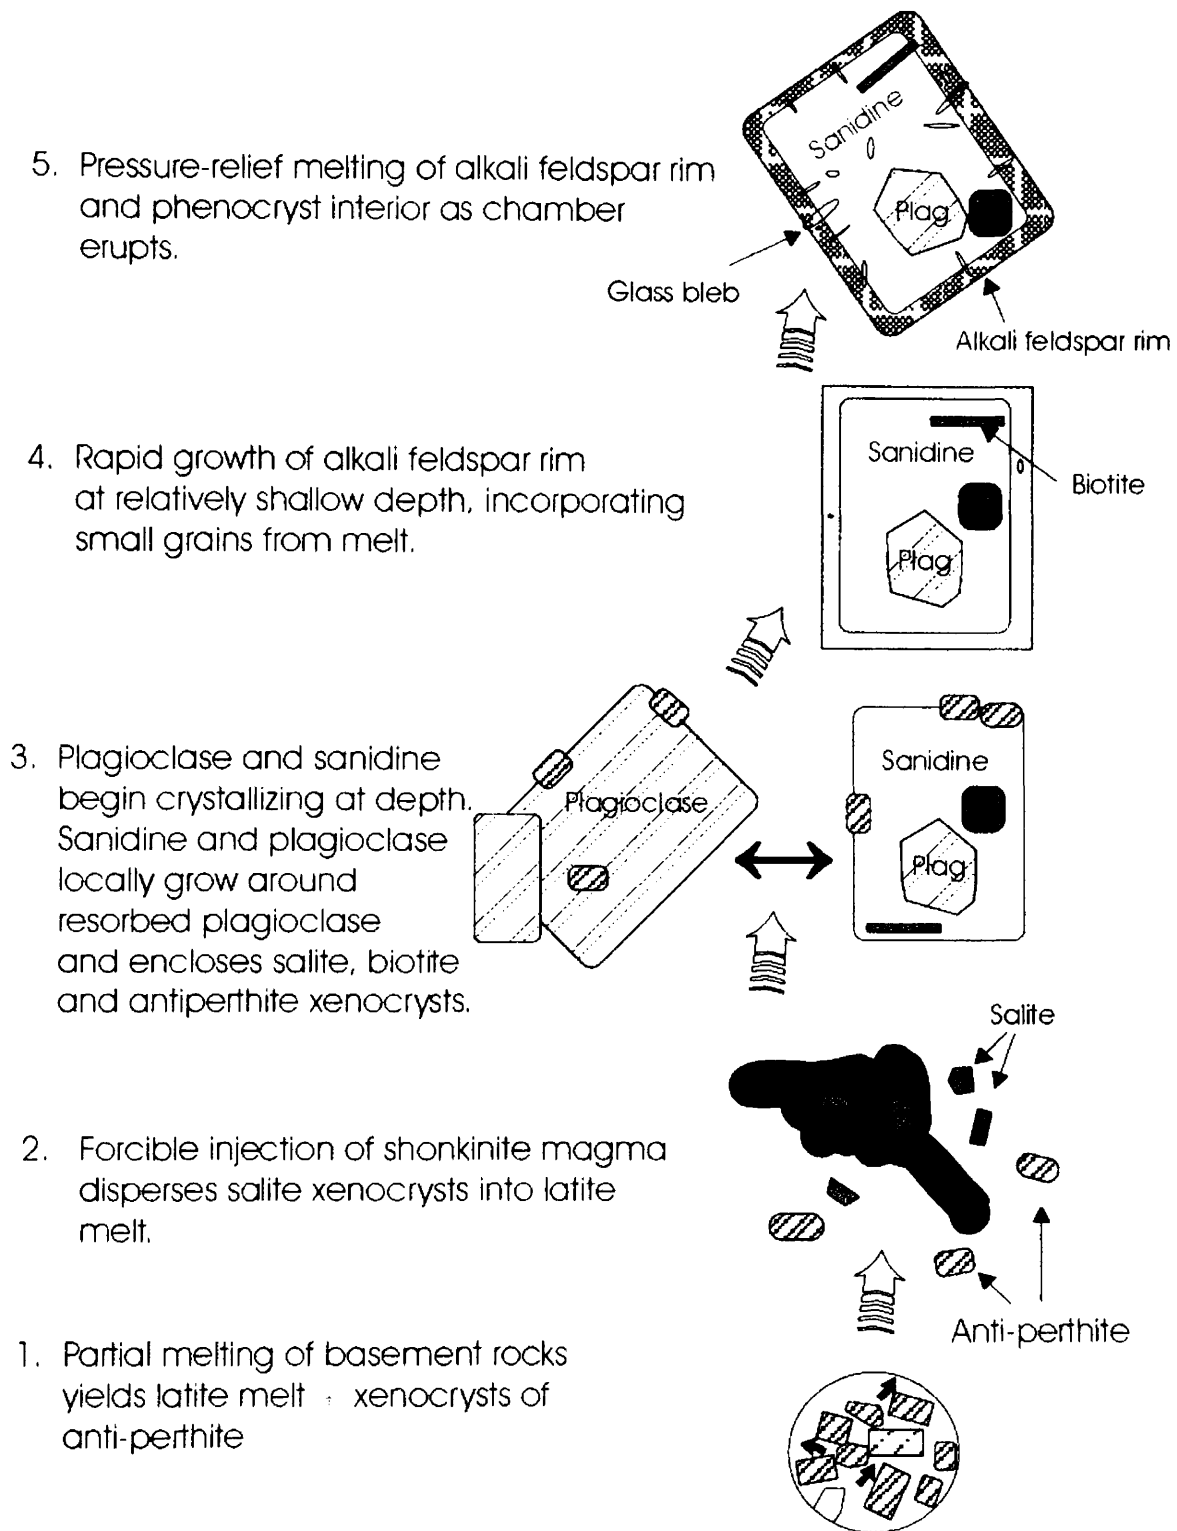 Sanidine
5. Pressure-relief melting of alkali feldspar rim
and phenocryst interior as chamber
erupts.
Plag
Glass bleb
Alkali feldspar rim
4. Rapid growth of alkali feldspar rim
at relatively shallow depth, incorporating
small grains from melt.
Sanidine
Biotite
Plag
3. Plagioclase and sanidine
begin crystallizing at depth.
Sanidine and plagioclase
locally grow around
resorbed plagioclase
and encloses salite, biotite
and antiperthite xenocrysts.
Plagioclase
Sanidine
Plag
Salite
2. Forcible injection of shonkinite magma
disperses salite xenocrysts into latite
melt.
Anti-perthite
1. Partial melting of basement rocks
yields latite melt + xenocrysts of
anti-perthite